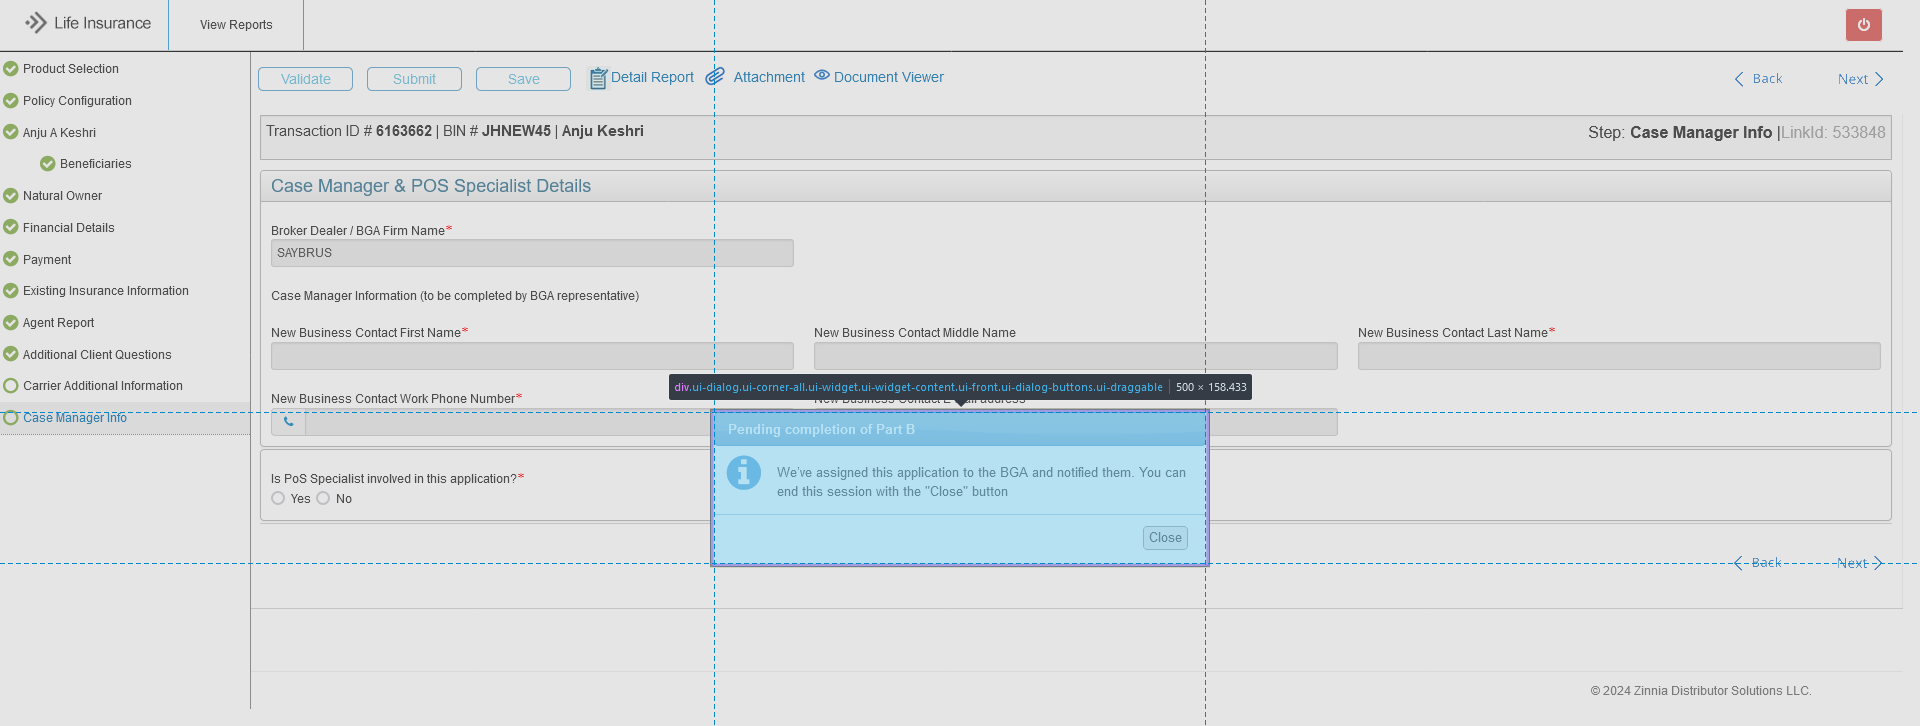 Life Insurance
View Reports
Product Selection
Policy Configuration
Anju A Keshri
Beneficiaries
Natural Owner
Financial Details
Payment
Existing Insurance Information
Agent Report
Additional Client Questions
Carrier Additional Information
Case Manager Info
Validate Submit Save Detail Report Attachment Document Viewer Back Next
Transaction ID # 6163662 | BIN # JHNEW45 | Anju Keshri Step: Case Manager Info |LinkId: 533848
Case Manager & POS Specialist Details
Broker Dealer / BGA Firm Name*
SAYBRUS
Case Manager Information (to be completed by BGA representative)
New Business Contact First Name* New Business Contact Middle Name New Business Contact Last Name*
div.ui-dialog.ui-corner-all.ui-widget.ui-widget-content.ui-front.ui-dialog-buttons.ui-draggable 500 × 158.433
New Business Contact Work Phone Number* New Business Contact E-mail address
Pending completion of Part B
We've assigned this application to the BGA and notified them. You can
end this session with the "Close" button
Close
Is PoS Specialist involved in this application?*
Yes No
Back Next
© 2024 Zinnia Distributor Solutions LLC.